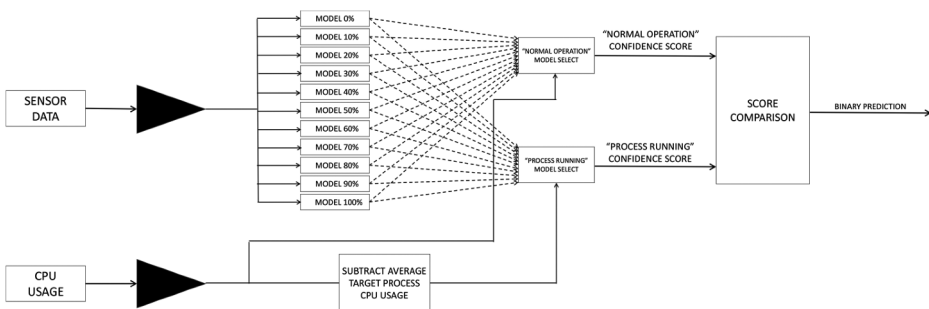 SENSOR
DATA
MODEL 0%
MODEL 10%
MODEL 20%
MODEL 30%
MODEL 40%
MODEL 50%
MODEL 60%
MODEL 70%
MODEL 80%
MODEL 90%
MODEL 100%
“NORMAL OPERATION”
MODEL SELECT
“NORMAL OPERATION”
CONFIDENCE SCORE
“PROCESS RUNNING”
MODEL SELECT
“PROCESS RUNNING”
CONFIDENCE SCORE
SCORE
COMPARISON
BINARY PREDICTION
CPU
USAGE
SUBTRACT AVERAGE
TARGET PROCESS
CPU USAGE